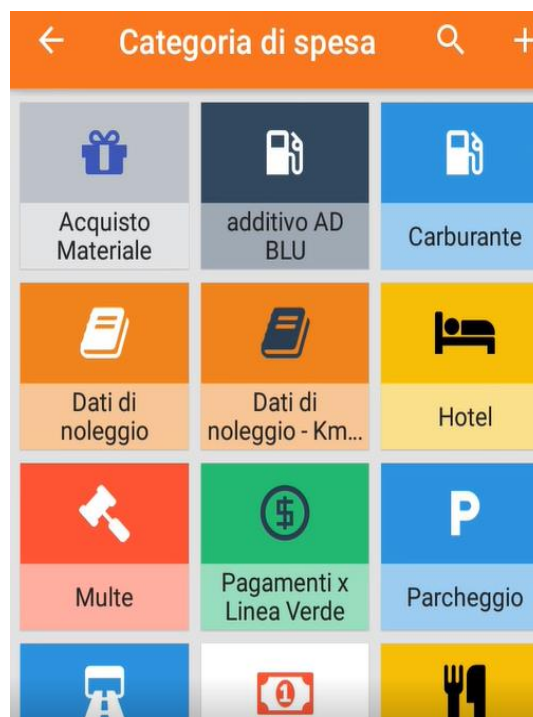 Categoria di spesa
Acquisto
Materiale
additivo AD
BLU
Carburante
Dati di
noleggio
Dati di
noleggio - Km...
Hotel
Multe
Pagamenti x
Linea Verde
P
Parcheggio
1